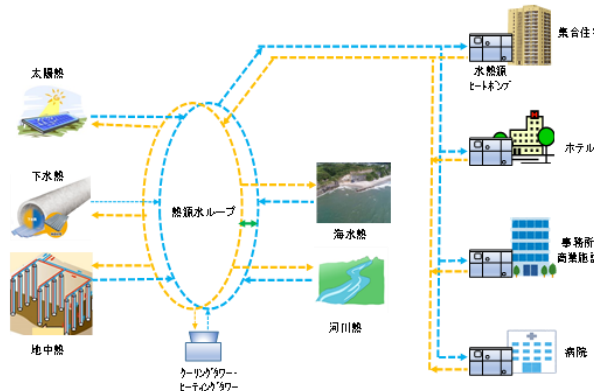 太陽熱
下水熱
地中熱
熱源水ループ
クーリングタワー・
ヒーティングタワー
海水熱
河川熱
水熱源
ヒートポンプ
集合住宅
ホテル
事務所
商業施設
病院